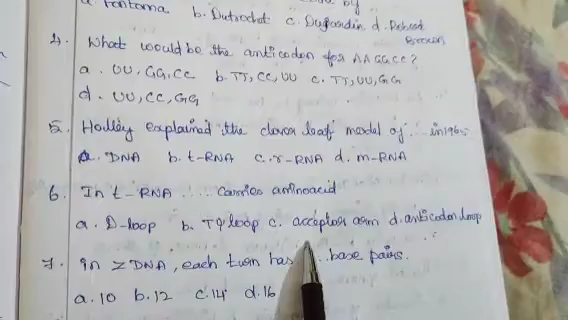 a. Fontana b. Dutrochet c. Dujardin d. Robert
Brown
4. What would be the anticodon for AAGGCC?
a. UU, GG, CC b. TT, CC, UU c. TT, UU, GG
d. UU, CC, GG
5. Holley explained the clover leaf model of .... in 1965
a. DNA b. t-RNA c. r-RNA d. m-RNA
6. In t-RNA .... carries aminoacid
a. D-loop b. TψLoop c. acceptor arm d. anticodon loop
7. In Z DNA, each turn has ... base pairs.
a. 10 b. 12 c. 14 d. 16